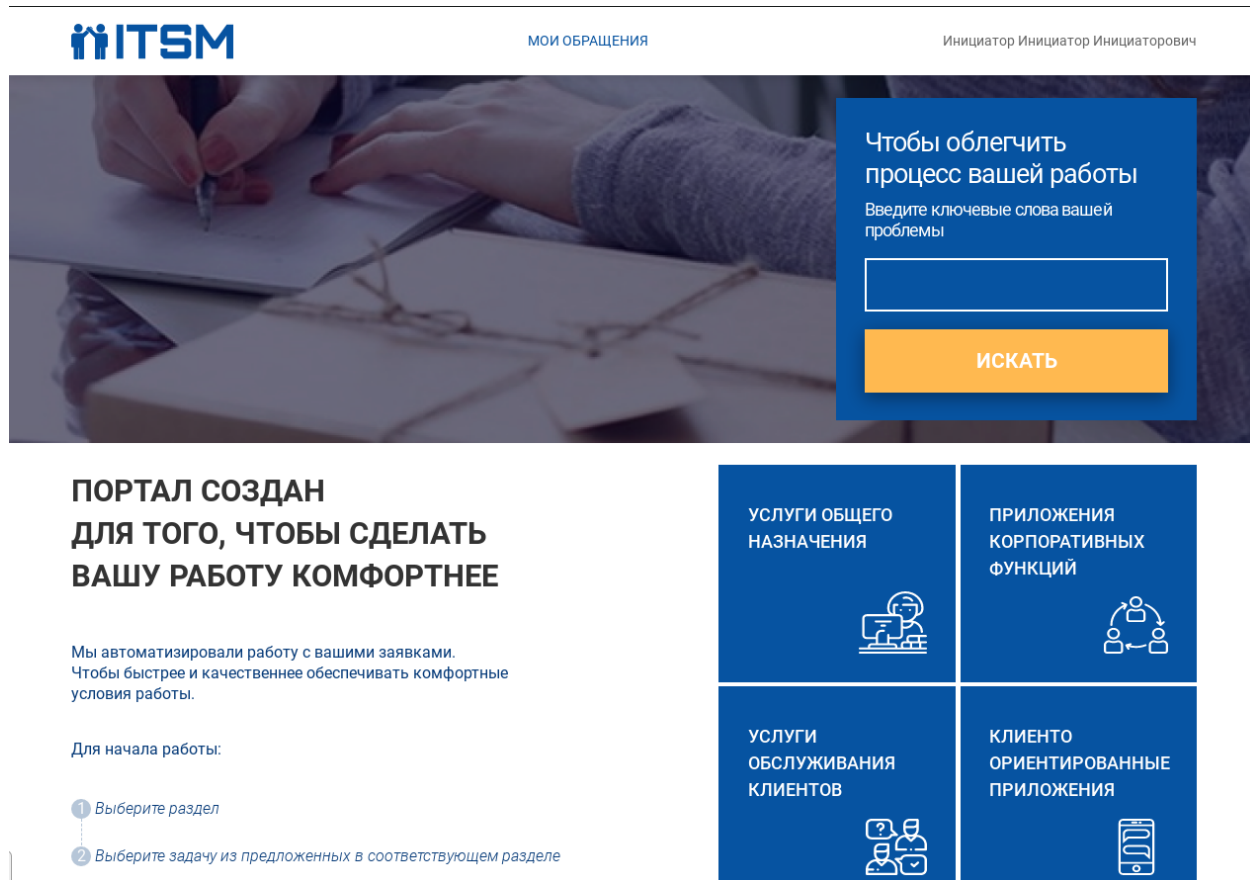 ITSM
МОИ ОБРАЩЕНИЯ
Инициатор Инициатор Инициаторович
Чтобы облегчить
процесс вашей работы
Введите ключевые слова вашей
проблемы
ИСКАТЬ
ПОРТАЛ СОЗДАН
ДЛЯ ТОГО, ЧТОБЫ СДЕЛАТЬ
ВАШУ РАБОТУ КОМФОРТНЕЕ
Мы автоматизировали работу с вашими заявками.
Чтобы быстрее и качественнее обеспечивать комфортные
условия работы.
Для начала работы:
1 Выберите раздел
2 Выберите задачу из предложенных в соответствующем разделе
УСЛУГИ ОБЩЕГО
НАЗНАЧЕНИЯ
ПРИЛОЖЕНИЯ
КОРПОРАТИВНЫХ
ФУНКЦИЙ
УСЛУГИ
ОБСЛУЖИВАНИЯ
КЛИЕНТОВ
КЛИЕНТО
ОРИЕНТИРОВАННЫЕ
ПРИЛОЖЕНИЯ